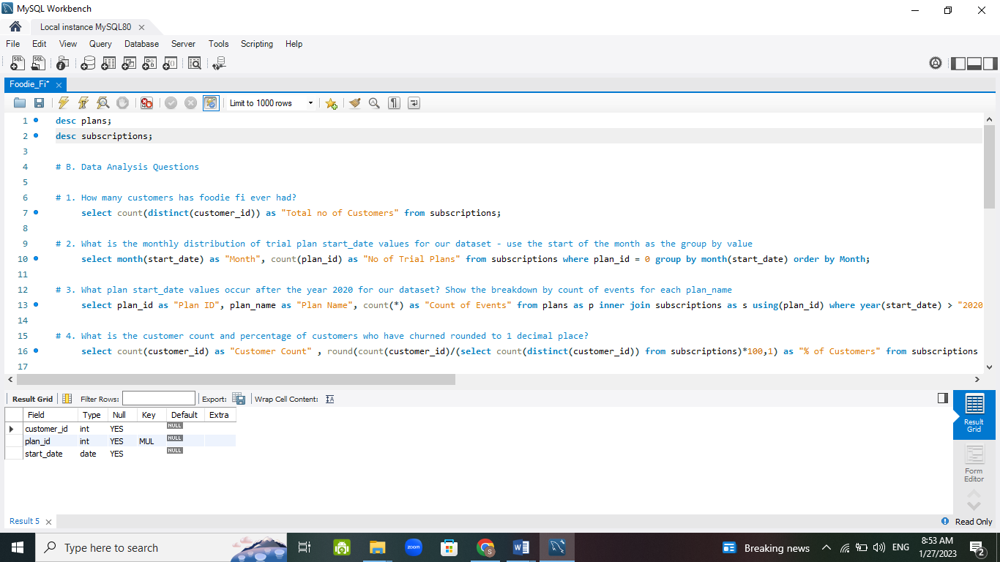 MySQL Workbench
Local instance MySQL80
File Edit View Query Database Server Tools Scripting Help
Foodie_Fi*
Limit to 1000 rows
1 desc plans;
2 desc subscriptions;
3
4 # B. Data Analysis Questions
5
6 # 1. How many customers has foodie fi ever had?
7 select count(distinct(customer_id)) as "Total no of Customers" from subscriptions;
8
9 # 2. What is the monthly distribution of trial plan start_date values for our dataset - use the start of the month as the group by value
10 select month(start_date) as "Month", count(plan_id) as "No of Trial Plans" from subscriptions where plan_id = 0 group by month(start_date) order by Month;
11
12 # 3. What plan start_date values occur after the year 2020 for our dataset? Show the breakdown by count of events for each plan_name
13 select plan_id as "Plan ID", plan_name as "Plan Name", count(*) as "Count of Events" from plans as p inner join subscriptions as s using(plan_id) where year(start_date) > "2020
14
15 # 4. What is the customer count and percentage of customers who have churned rounded to 1 decimal place?
16 select count(customer_id) as "Customer Count" , round(count(customer_id)/(select count(distinct(customer_id)) from subscriptions)*100,1) as "% of Customers" from subscriptions
17
Result Grid Filter Rows: Export: Wrap Cell Content:
Field Type Null Key Default Extra
customer_id int YES NULL
plan_id int YES MUL NULL
start_date date YES NULL
Result Grid
Form Editor
Result 5
Read Only
Type here to search
zoom
Breaking news
ENG
8:53 AM
1/27/2023
2